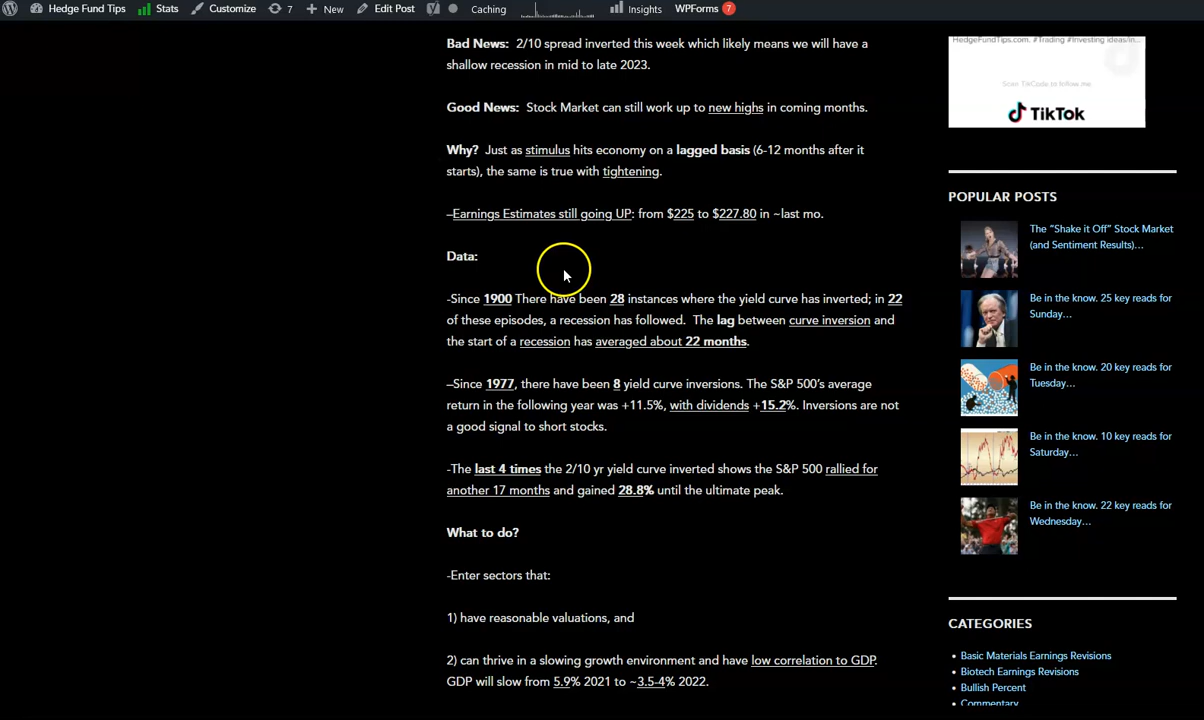 Hedge Fund Tips Stats Customize 7 New Edit Post Caching Insights WPForms 7
Bad News: 2/10 spread inverted this week which likely means we will have a
shallow recession in mid to late 2023.
Good News: Stock Market can still work up to new highs in coming months.
Why? Just as stimulus hits economy on a lagged basis (6-12 months after it
starts), the same is true with tightening.
–Earnings Estimates still going UP: from $225 to $227.80 in ~last mo.
Data:
-Since 1900 There have been 28 instances where the yield curve has inverted; in 22
of these episodes, a recession has followed. The lag between curve inversion and
the start of a recession has averaged about 22 months.
–Since 1977, there have been 8 yield curve inversions. The S&P 500's average
return in the following year was +11.5%, with dividends +15.2%. Inversions are not
a good signal to short stocks.
-The last 4 times the 2/10 yr yield curve inverted shows the S&P 500 rallied for
another 17 months and gained 28.8% until the ultimate peak.
What to do?
-Enter sectors that:
1) have reasonable valuations, and
2) can thrive in a slowing growth environment and have low correlation to GDP.
GDP will slow from 5.9% 2021 to ~3.5-4% 2022.
HedgeFundTips.com. #Trading #Investing ideas/in...
Scan TikCode to follow me.
TikTok
POPULAR POSTS
The "Shake it Off" Stock Market
(and Sentiment Results)...
Be in the know. 25 key reads for
Sunday...
Be in the know. 20 key reads for
Tuesday...
Be in the know. 10 key reads for
Saturday...
Be in the know. 22 key reads for
Wednesday...
CATEGORIES
Basic Materials Earnings Revisions
Biotech Earnings Revisions
Bullish Percent
Commentary